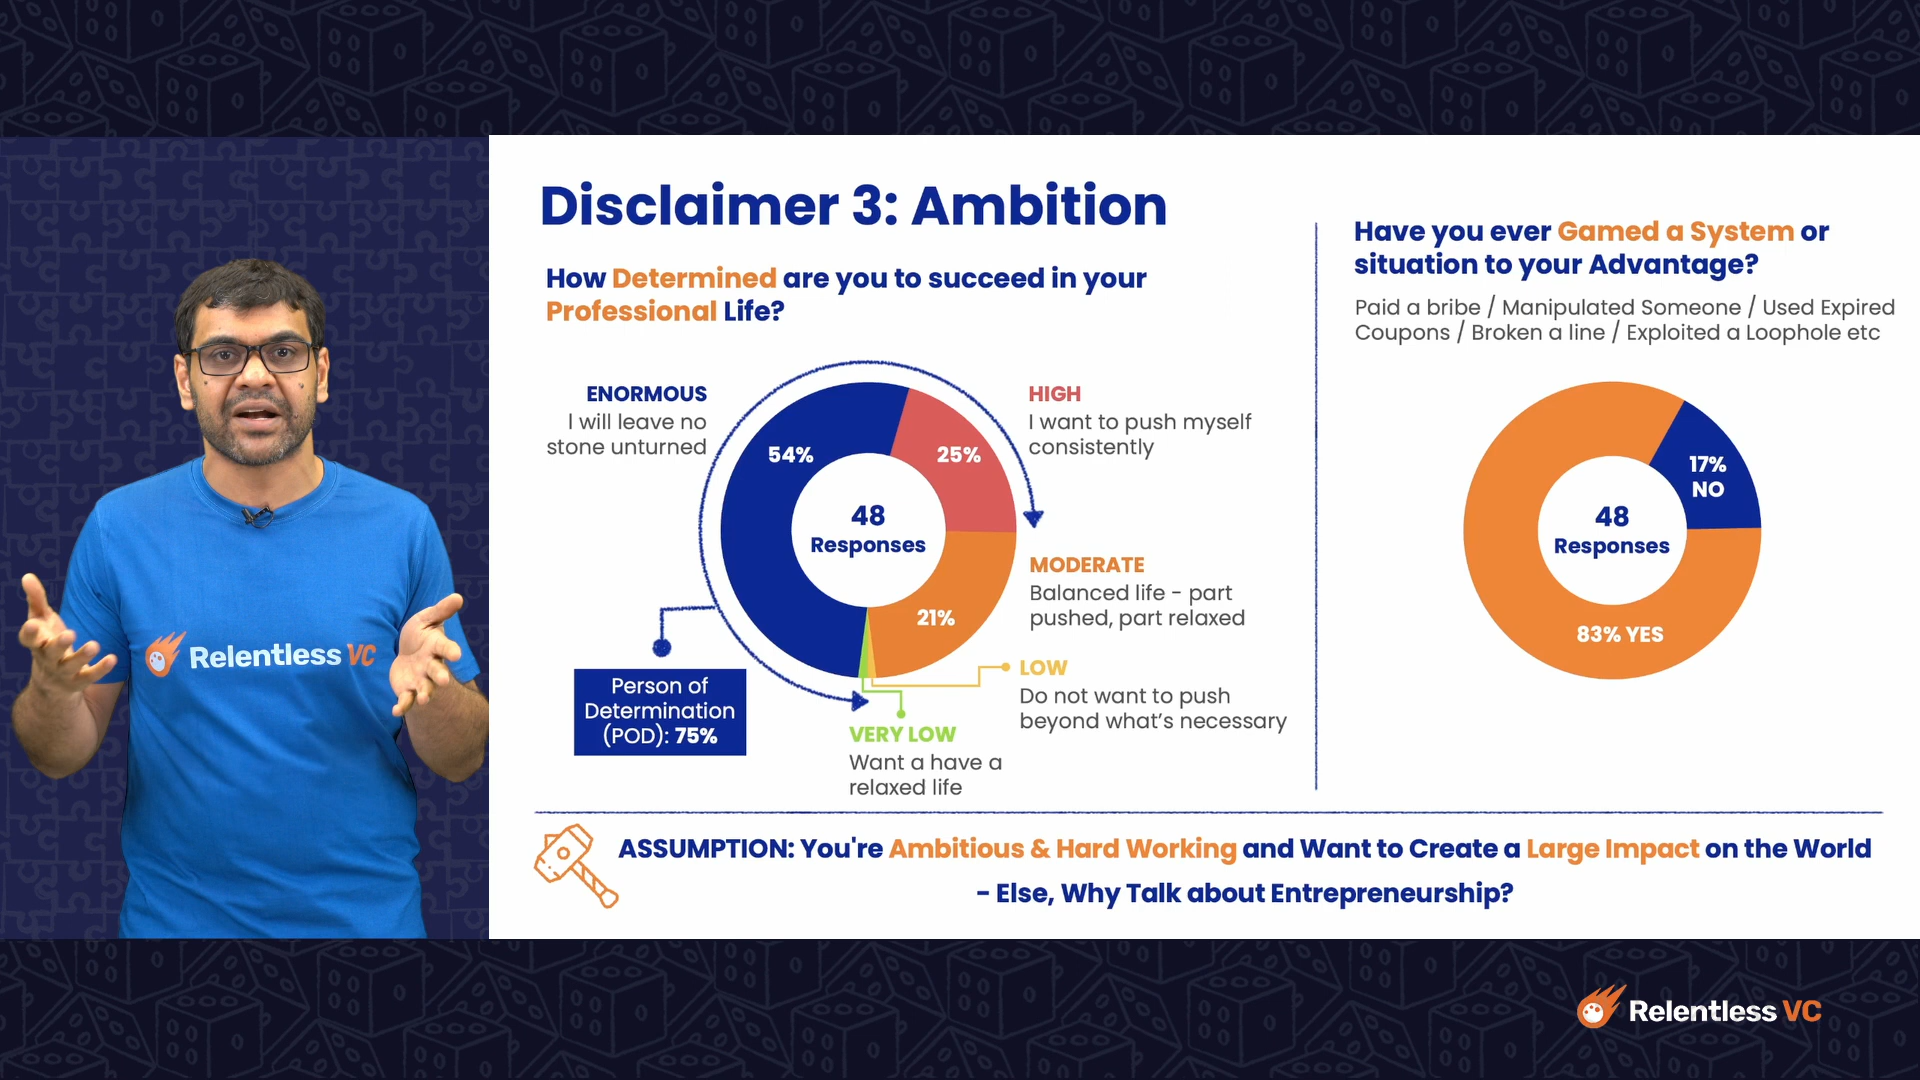 Disclaimer 3: Ambition
How Determined are you to succeed in your
Professional Life?
ENORMOUS
I will leave no
stone unturned
54%
25%
HIGH
I want to push myself
consistently
48
Responses
MODERATE
Balanced life - part
pushed, part relaxed
21%
LOW
Do not want to push
beyond what's necessary
VERY LOW
Want a have a
relaxed life
Person of
Determination
(POD): 75%
Have you ever Gamed a System or
situation to your Advantage?
Paid a bribe / Manipulated Someone / Used Expired
Coupons / Broken a line / Exploited a Loophole etc
17%
NO
48
Responses
83% YES
ASSUMPTION: You're Ambitious & Hard Working and Want to Create a Large Impact on the World
- Else, Why Talk about Entrepreneurship?
Relentless VC
Relentless VC